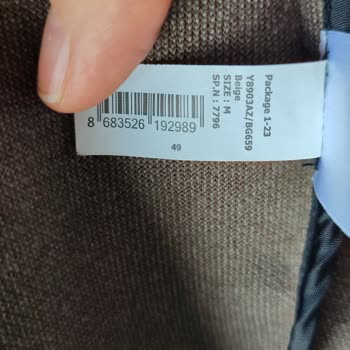 Package 1-23
Y8903AZ/BG659
Beige
SIZE : M
SP.N : 7796
8 683526 192989
49